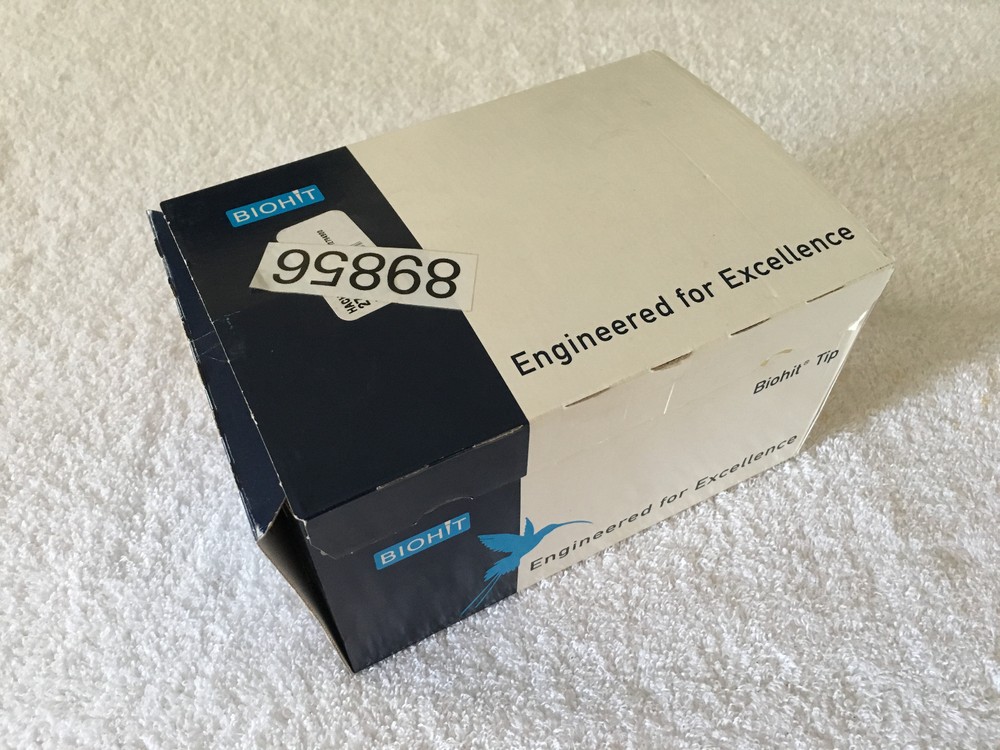 BIOHIT
89856
Engineered for Excellence
Biohit® Tip
BIOHIT
Engineered for Excellence